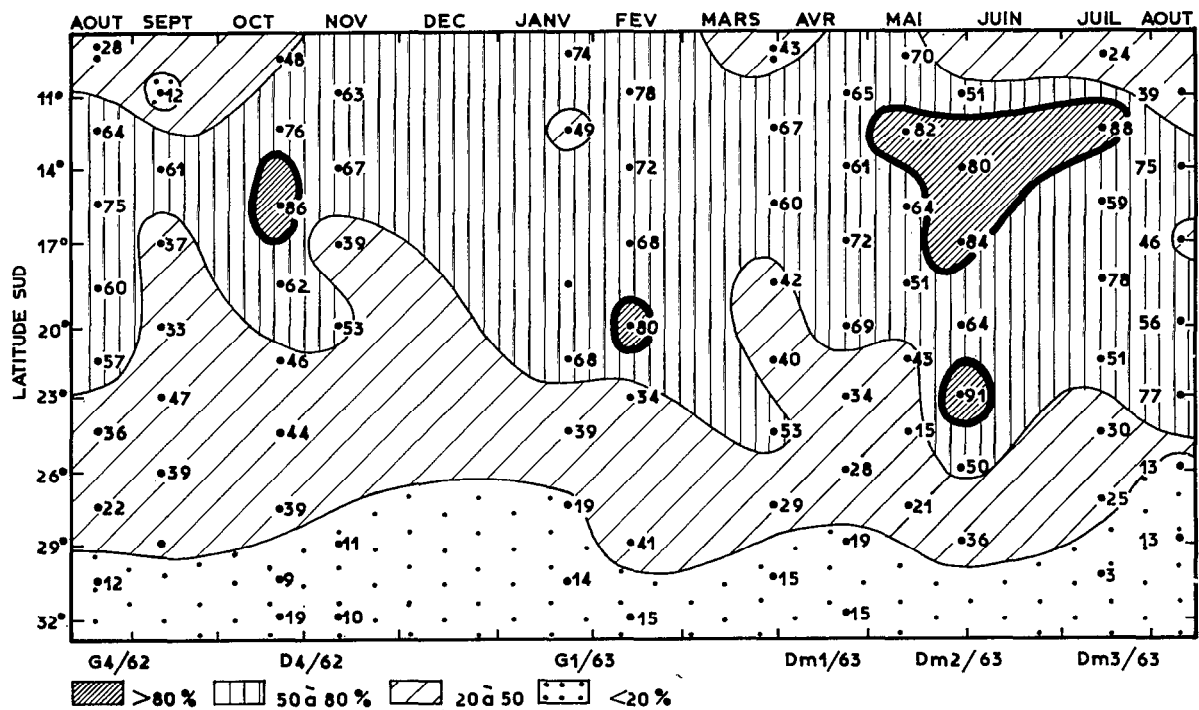 AOUT SEPT OCT NOV DEC JANV FEV MARS AVR MAI JUIN JUIL AOUT
28 48 74 43 70 24
12 63 78 65 51 39
11°
64 76 49 67 82 88
14°
61 67 72 61 80 75
75 86 60 64 59
17°
37 39 68 72 84 46
60 62 42 51 78
20°
33 53 80 69 64 56
57 46 68 40 43 51
23°
47 34 34 91 77
36 44 39 53 15 30
26°
39 28 50 13
22 39 19 29 21 25
29°
11 41 19 36 13
12 9 14 15 3
32°
19 10 15 15
LATITUDE SUD
G4/62 D4/62 G1/63 Dm1/63 Dm2/63 Dm3/63
>80% 50 à 80% 20 à 50 <20%